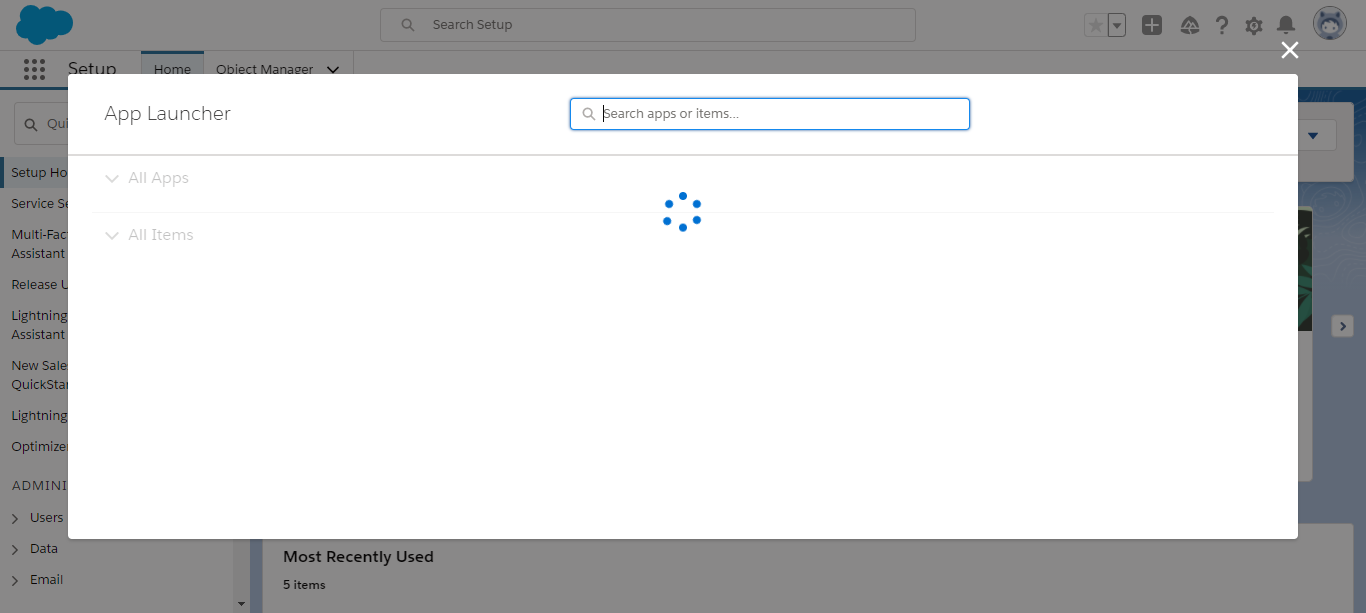 Search Setup
Setup
Home
Object Manager
App Launcher
Search apps or items...
All Apps
All Items
Qui
Setup Ho
Service Se
Multi-Fac
Assistant
Release U
Lightning
Assistant
New Sale
QuickStar
Lightning
Optimize
ADMINI
Users
Data
Email
Most Recently Used
5 items